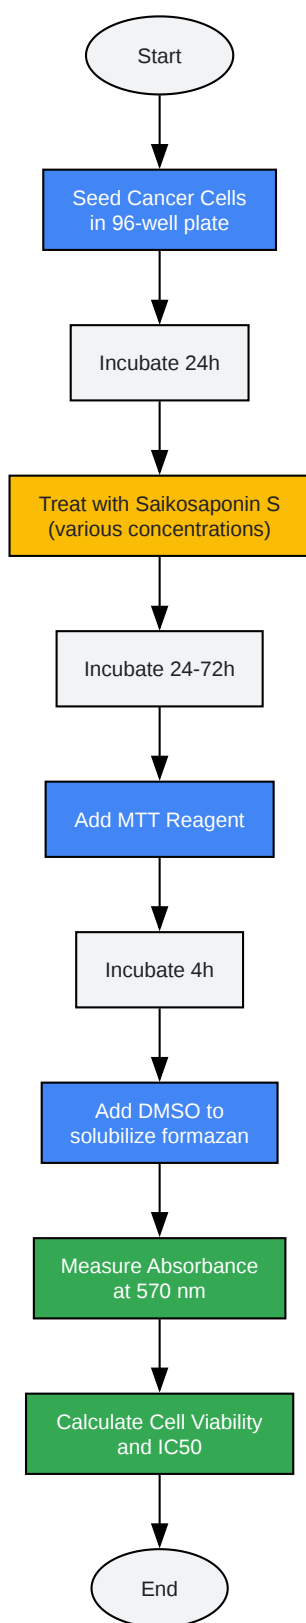 Start
Seed Cancer Cells
in 96-well plate
Incubate 24h
Treat with Saikosaponin S
(various concentrations)
Incubate 24-72h
Add MTT Reagent
Incubate 4h
Add DMSO to
solubilize formazan
Measure Absorbance
at 570 nm
Calculate Cell Viability
and IC50
End